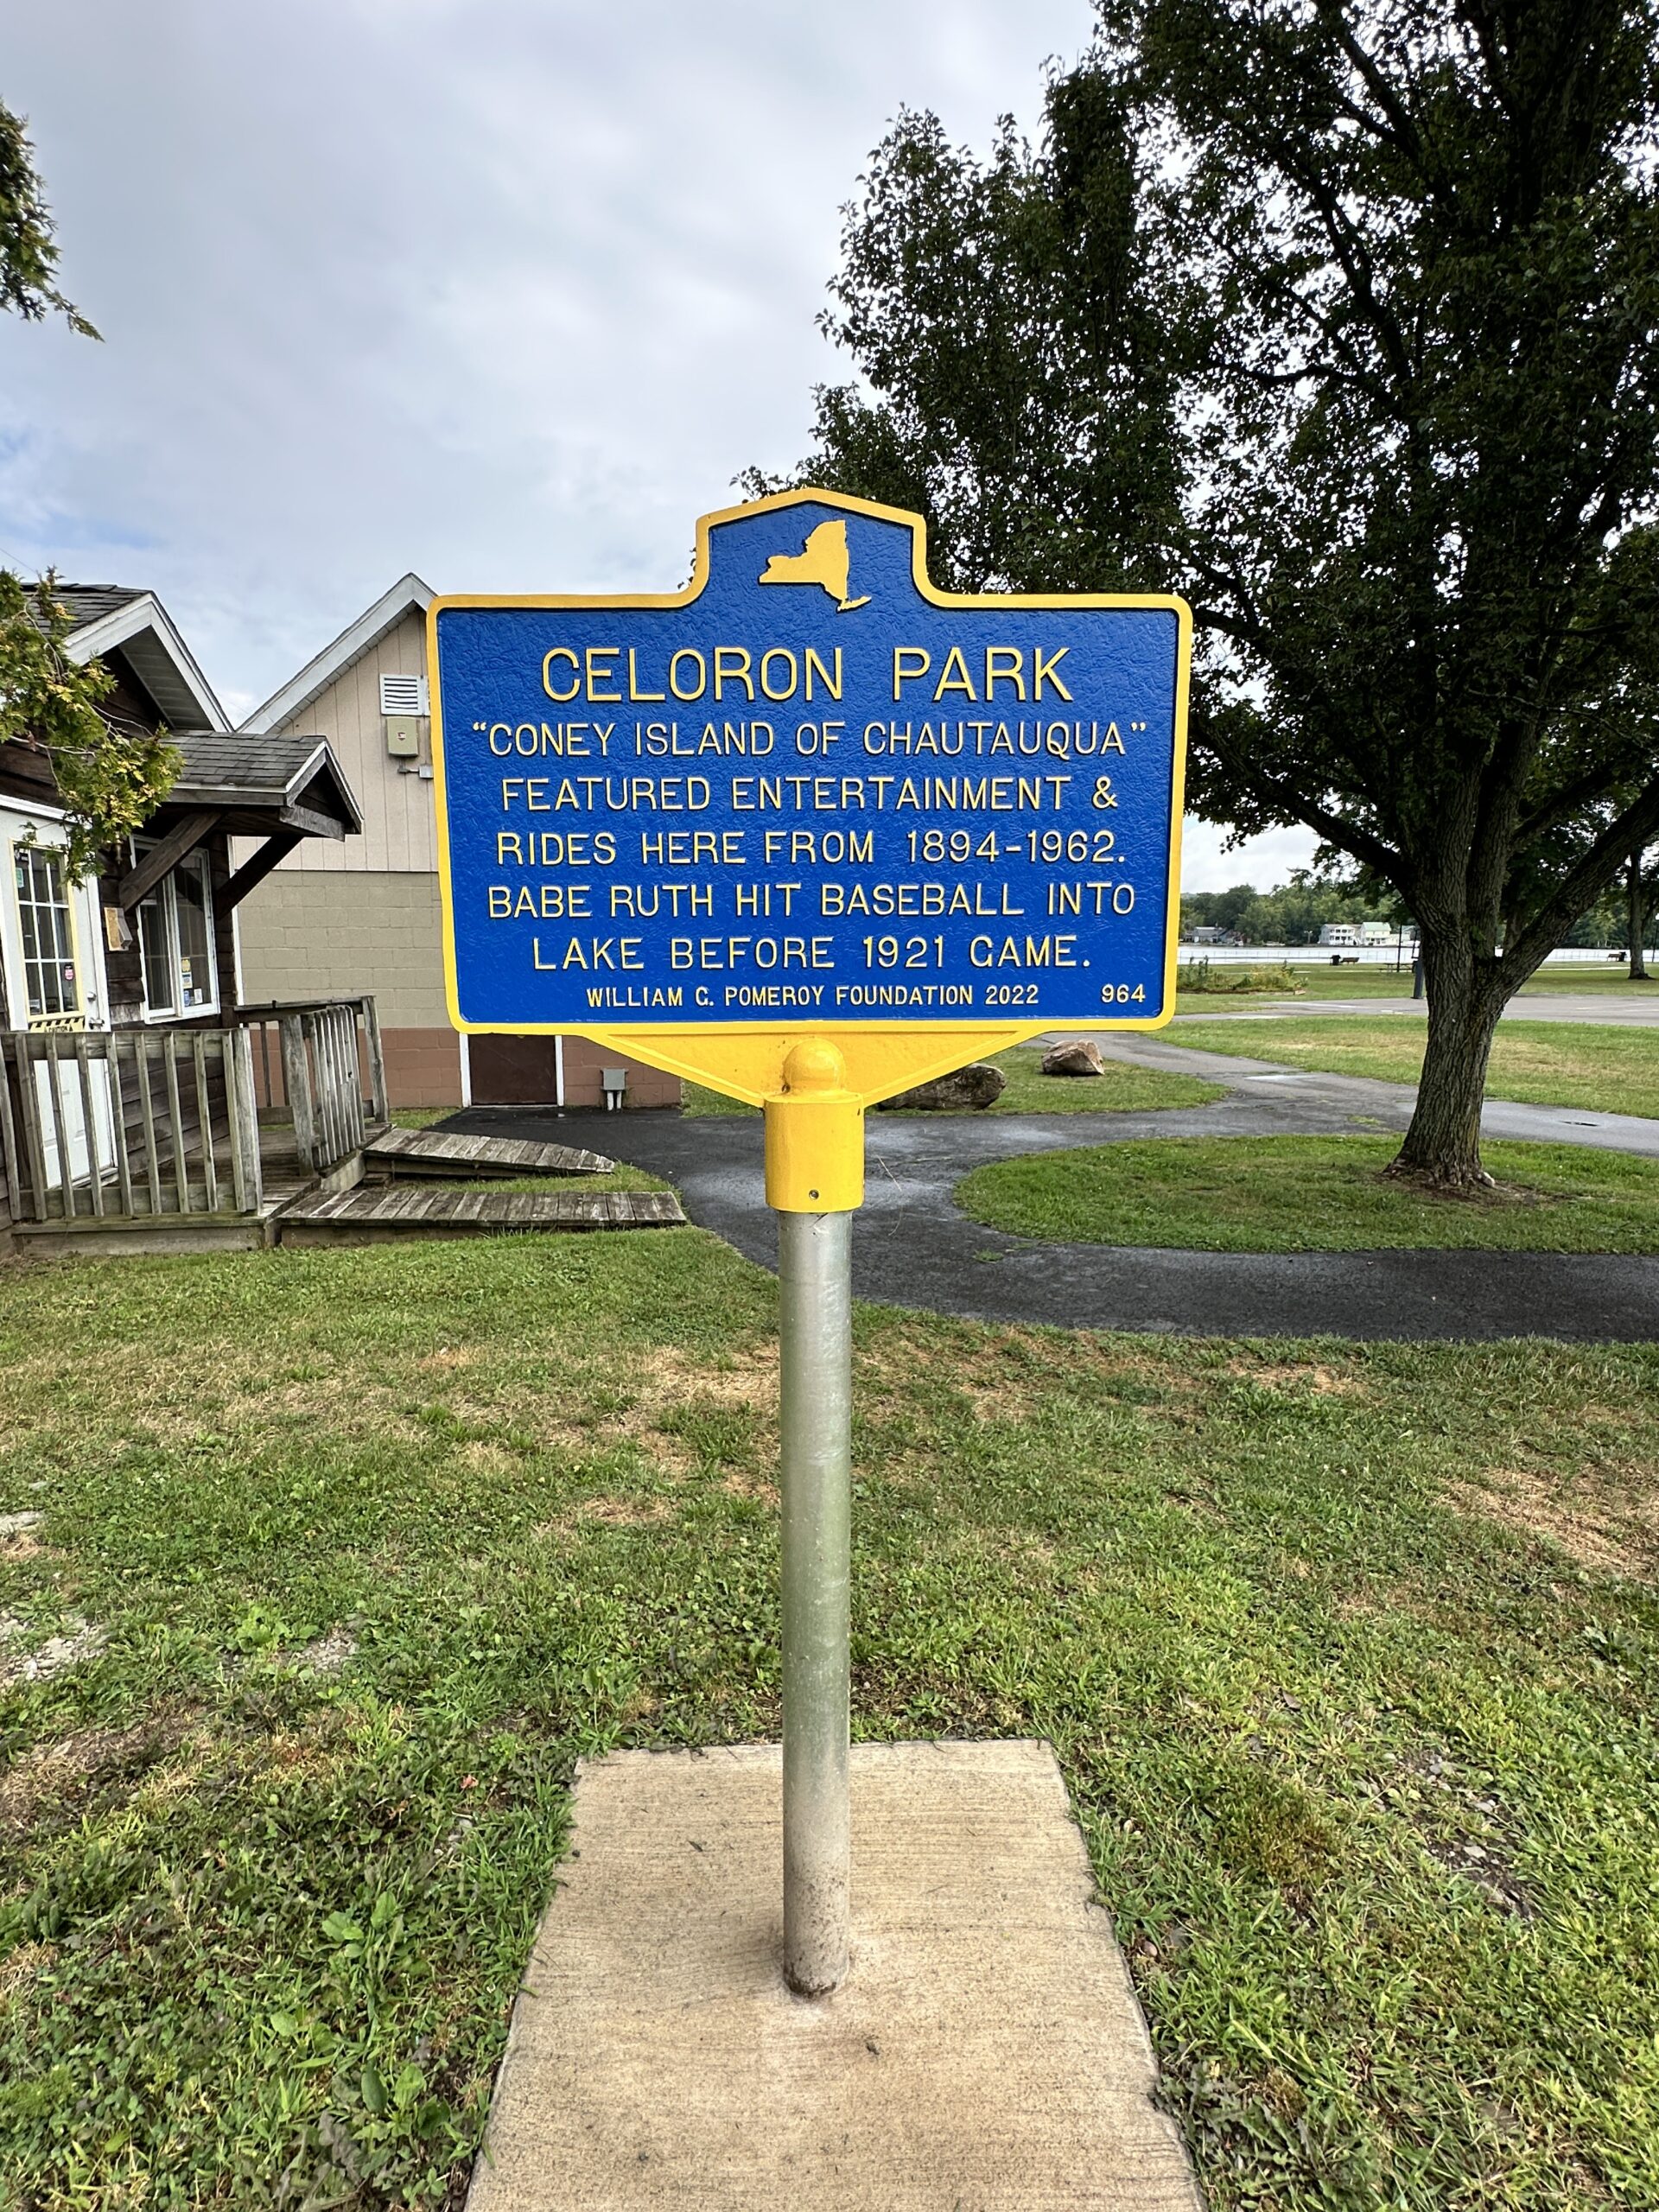 CELORON PARK
"CONEY ISLAND OF CHAUTAUQUA"
FEATURED ENTERTAINMENT &
RIDES HERE FROM 1894-1962.
BABE RUTH HIT BASEBALL INTO
LAKE BEFORE 1921 GAME.
WILLIAM G. POMEROY FOUNDATION 2022 964